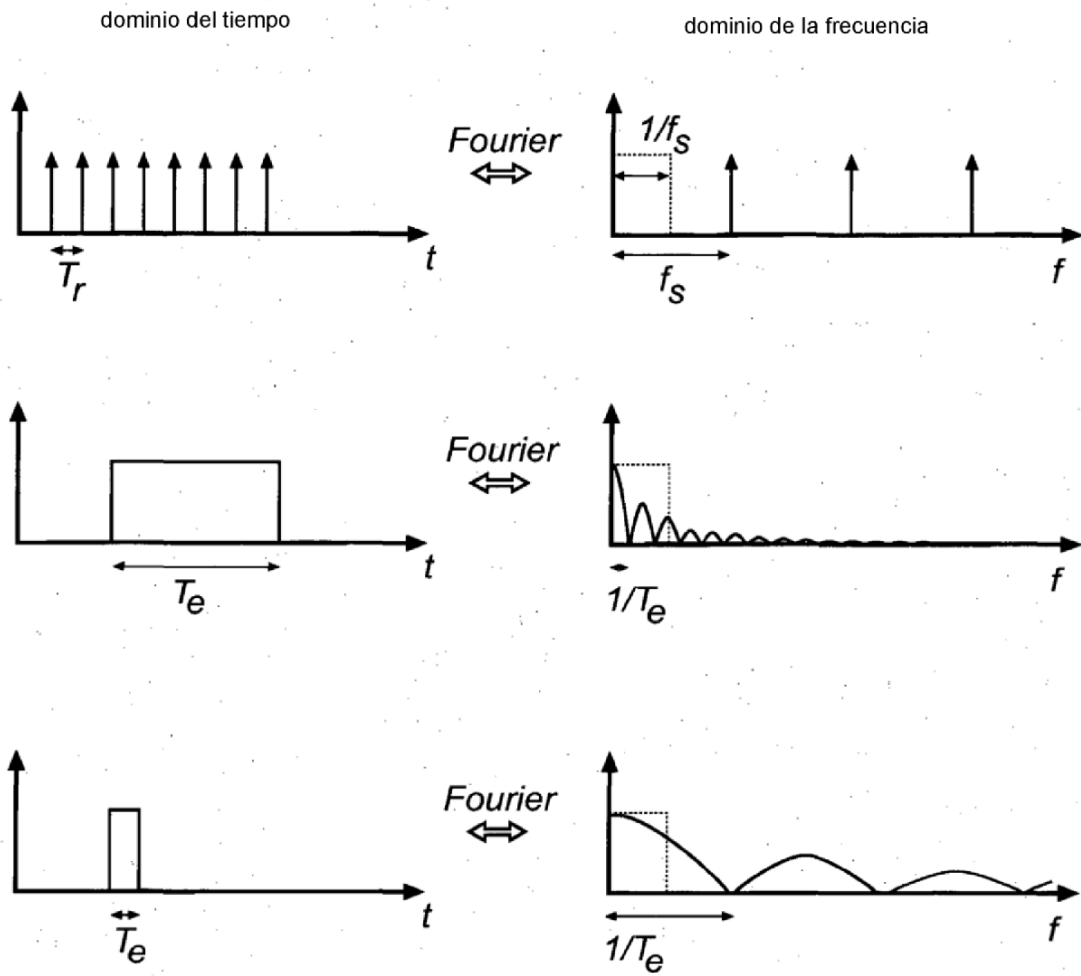 dominio del tiempo
dominio de la frecuencia
Fourier
1/fs
t
Tr
fs
f
Fourier
t
Te
1/Te
f
Fourier
t
Te
1/Te
f